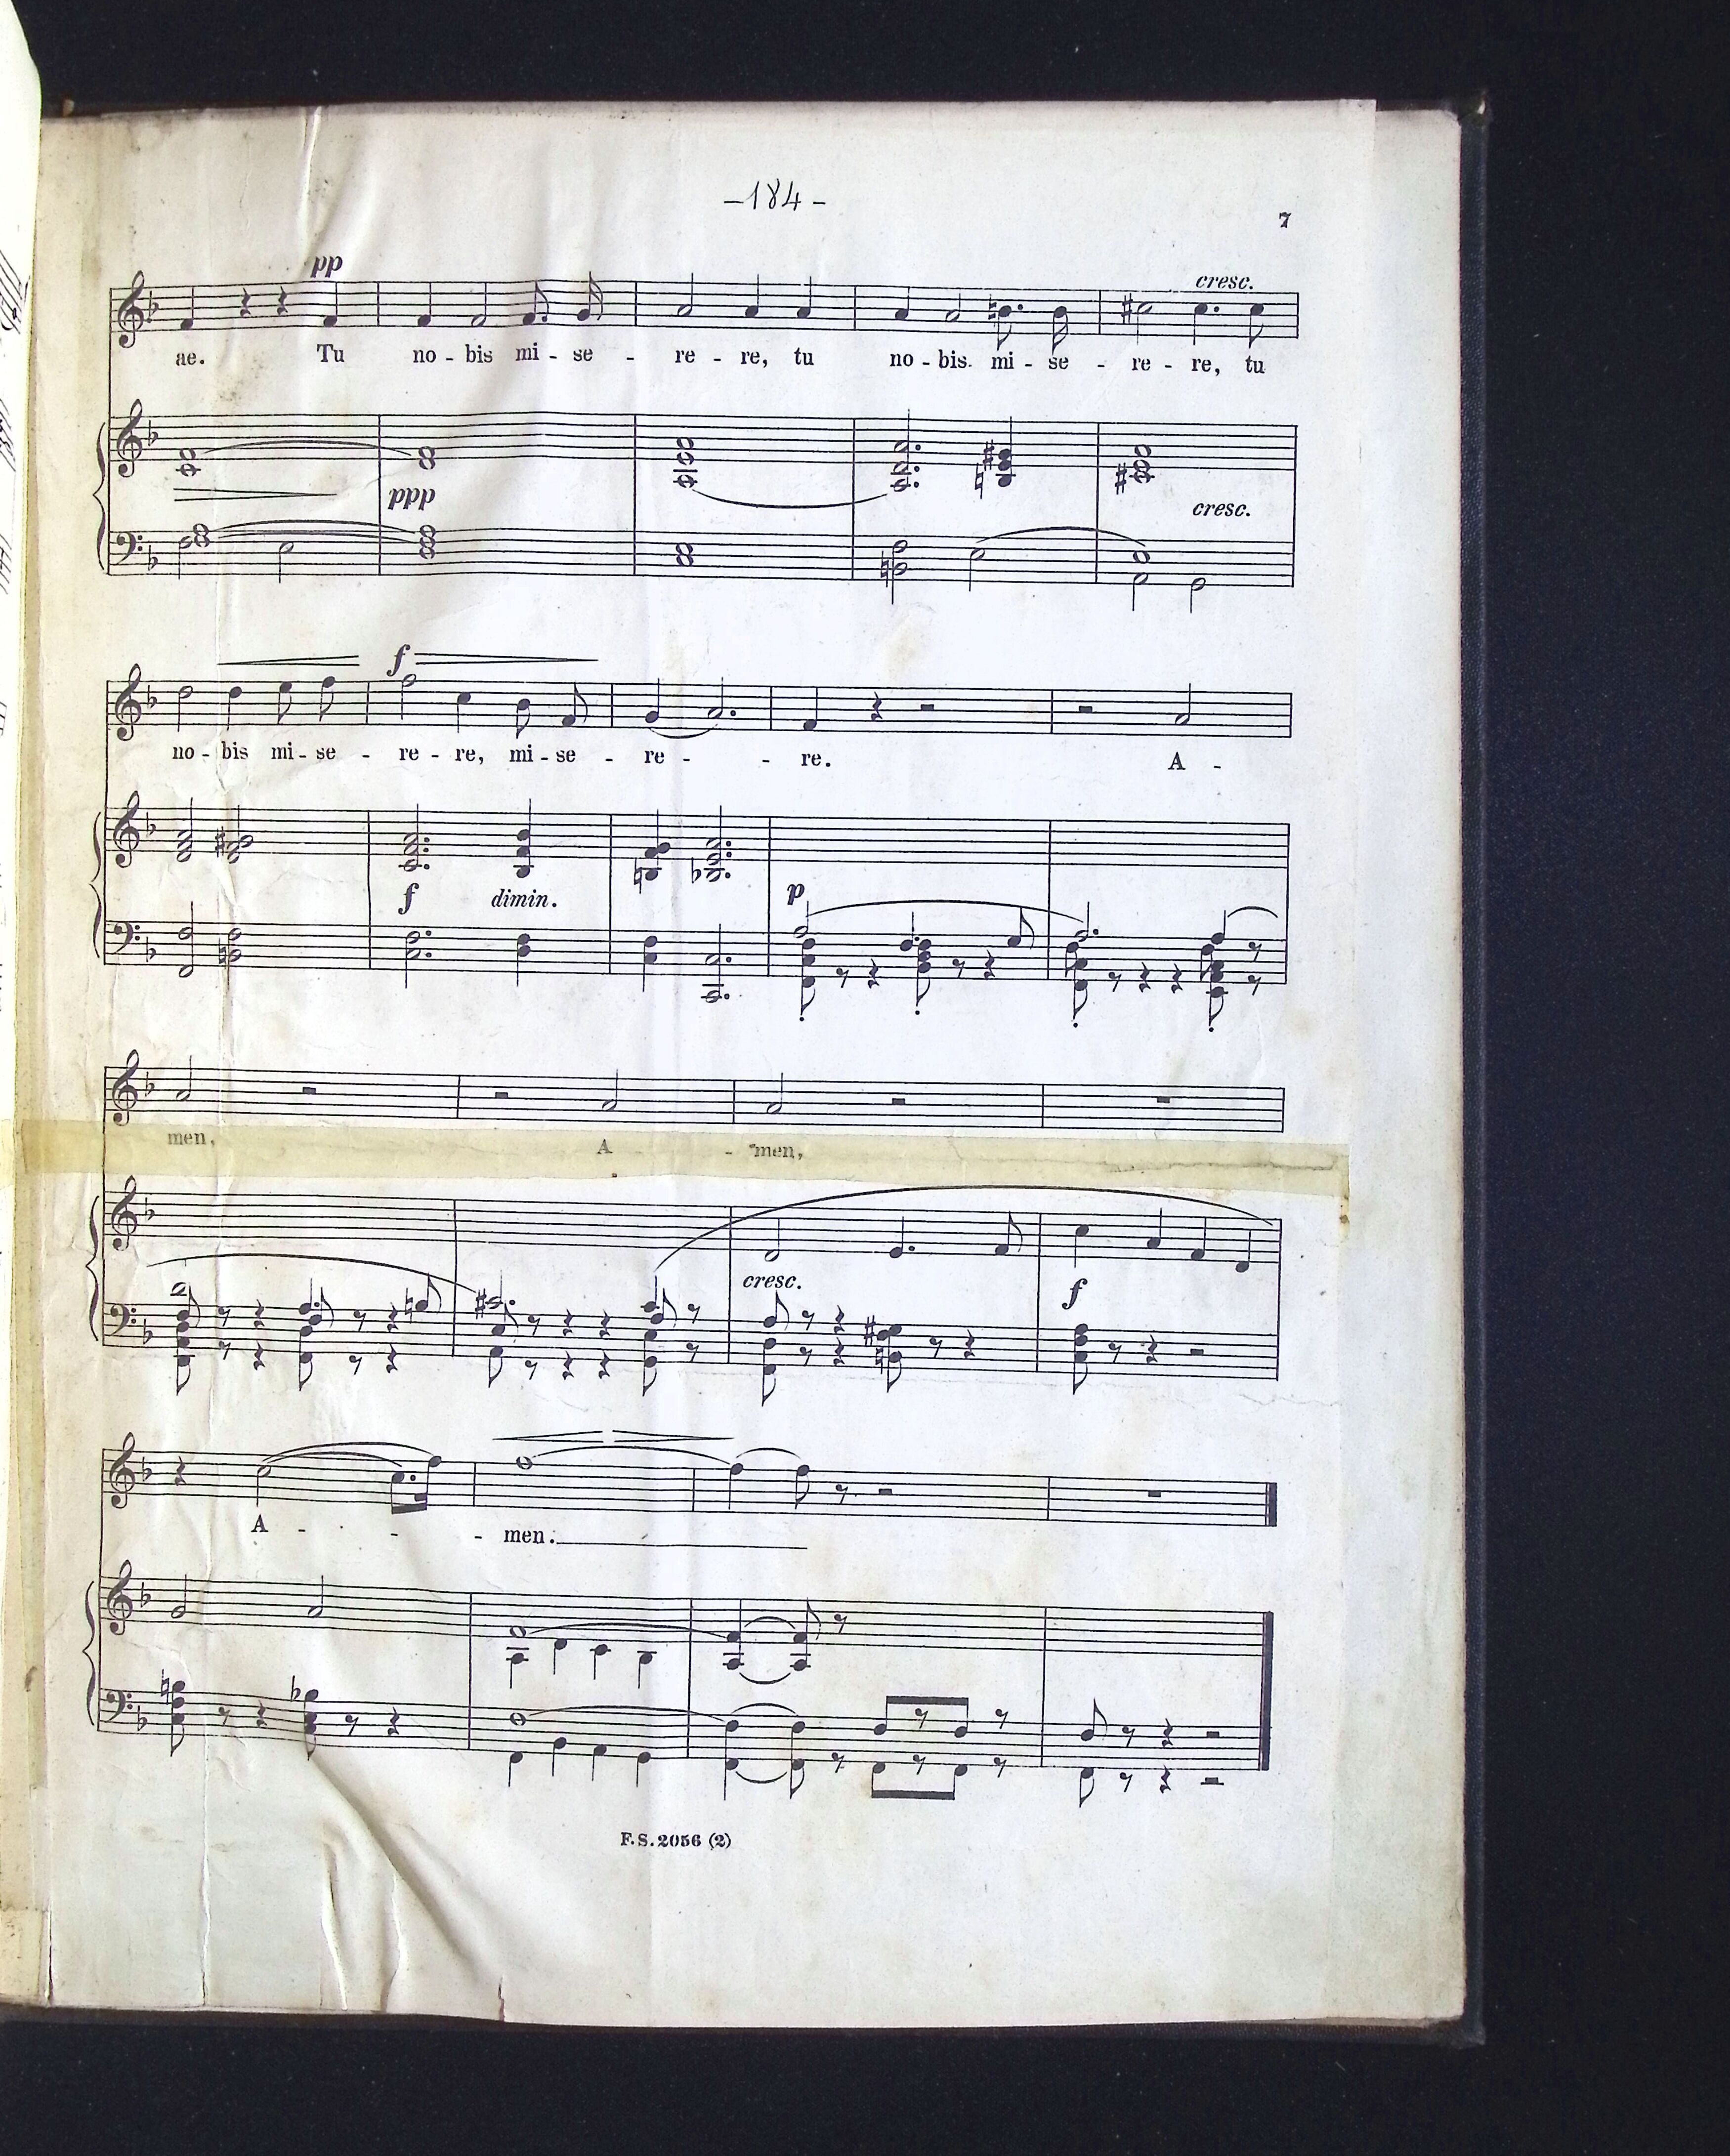 -184-
7
pp
cresc.
ae. Tu no - bis mi - se - re - re, tu no - bis. mi - se - re - re, tu
ppp
cresc.
f
no - bis mi - se - re - re, mi - se - re - - re. A -
f dimin. p
men, A - men,
cresc. f
A - - - men.
F.S.2056 (2)